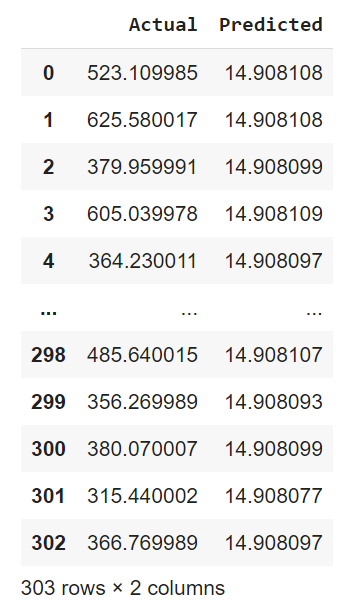 Actual Predicted
0 523.109985 14.908108
1 625.580017 14.908108
2 379.959991 14.908099
3 605.039978 14.908109
4 364.230011 14.908097
... ... ...
298 485.640015 14.908107
299 356.269989 14.908093
300 380.070007 14.908099
301 315.440002 14.908077
302 366.769989 14.908097
303 rows × 2 columns